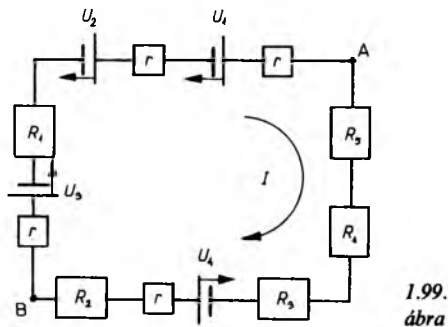 U₂ U₁
r r A
R₁ R₅
U₃ I
r R₄
U₄
B R₂ r R₃
1.99.
ábra